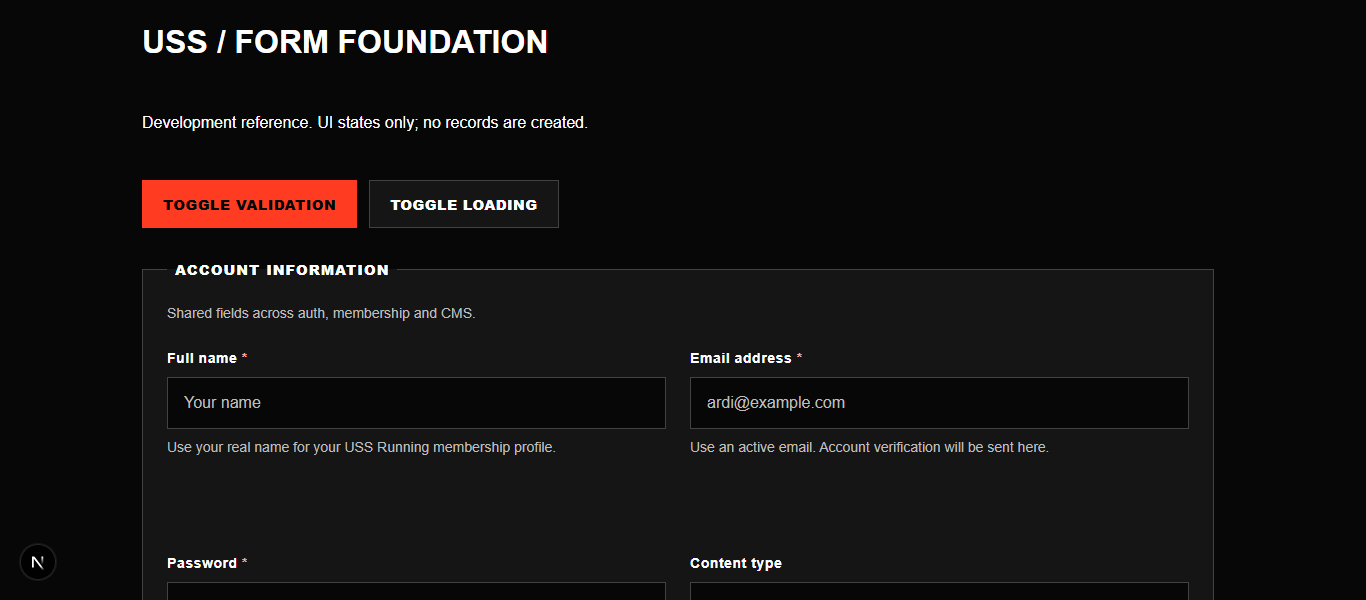 USS / FORM FOUNDATION
Development reference. UI states only; no records are created.
TOGGLE VALIDATION
TOGGLE LOADING
ACCOUNT INFORMATION
Shared fields across auth, membership and CMS.
Full name *
Email address *
Your name
ardi@example.com
Use your real name for your USS Running membership profile.
Use an active email. Account verification will be sent here.
N
Password *
Content type